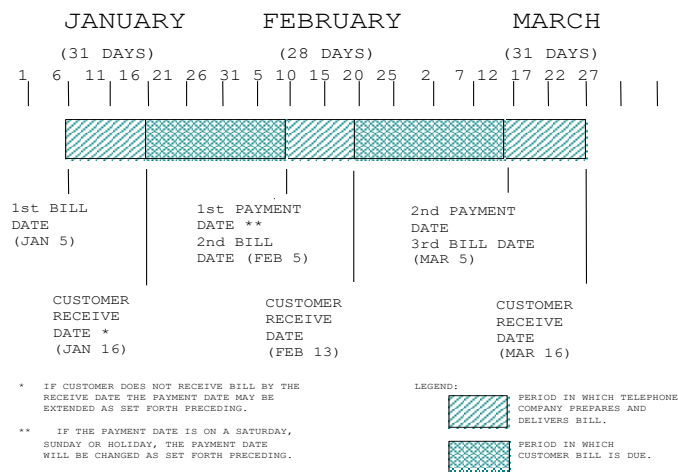 JANUARY FEBRUARY MARCH
(31 DAYS) (28 DAYS) (31 DAYS)
1 6 11 16 21 26 31 5 10 15 20 25 2 7 12 17 22 27
1st BILL
DATE
(JAN 5)
1st PAYMENT
DATE **
2nd BILL
DATE (FEB 5)
2nd PAYMENT
DATE
3rd BILL DATE
(MAR 5)
CUSTOMER
RECEIVE
DATE *
(JAN 16)
CUSTOMER
RECEIVE
DATE
(FEB 13)
CUSTOMER
RECEIVE
DATE
(MAR 16)
* IF CUSTOMER DOES NOT RECEIVE BILL BY THE
RECEIVE DATE THE PAYMENT DATE MAY BE
EXTENDED AS SET FORTH PRECEDING.
** IF THE PAYMENT DATE IS ON A SATURDAY,
SUNDAY OR HOLIDAY, THE PAYMENT DATE
WILL BE CHANGED AS SET FORTH PRECEDING.
LEGEND:
PERIOD IN WHICH TELEPHONE
COMPANY PREPARES AND
DELIVERS BILL.
PERIOD IN WHICH
CUSTOMER BILL IS DUE.